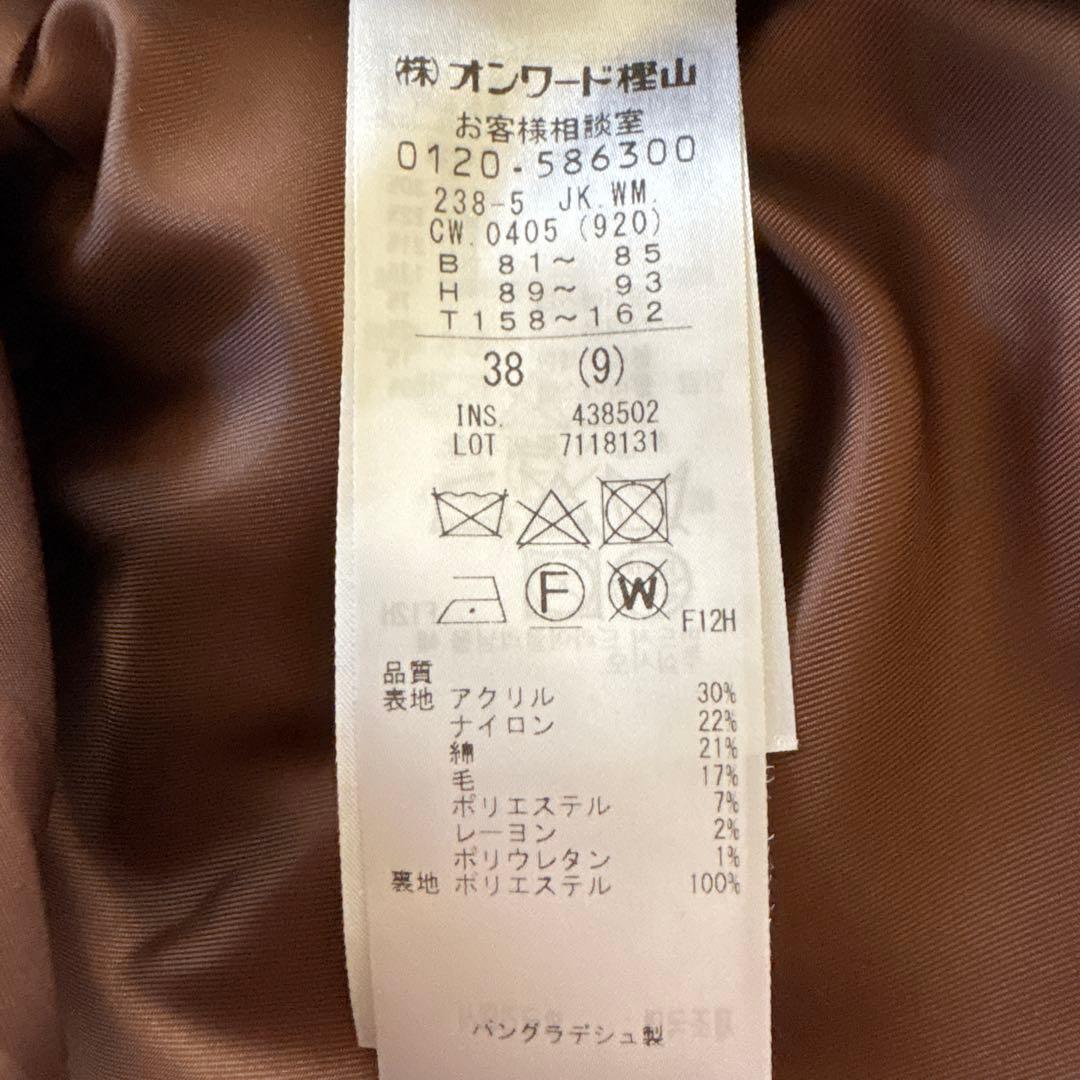 (株)オンワード樫山
お客様相談室
0120-586300
238-5 JK.WM.
CW.0405 (920)
B 81~ 85
H 89~ 93
T158~162
38 (9)
INS. 438502
LOT 7118131
F W F12H
品質
表地 アクリル 30%
ナイロン 22%
綿 21%
毛 17%
ポリエステル 7%
レーヨン 2%
ポリウレタン 1%
裏地 ポリエステル 100%
バングラデシュ製